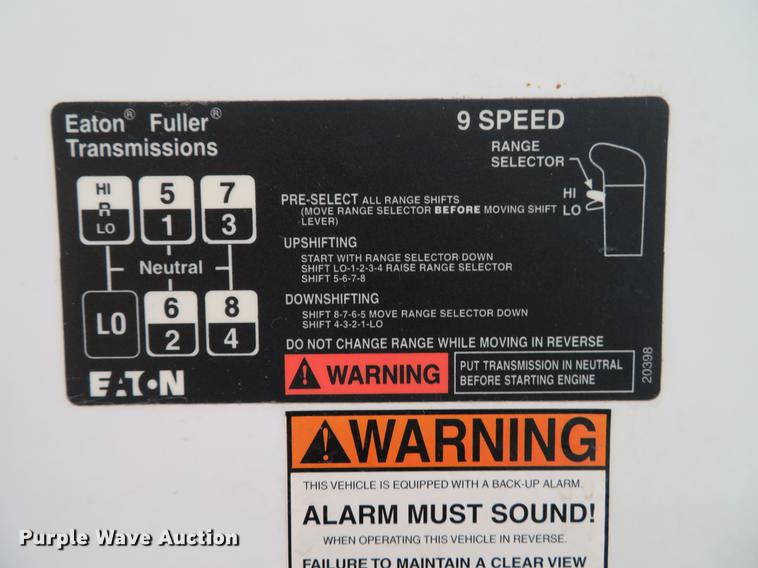 Eaton® Fuller®
Transmissions
9 SPEED
RANGE
SELECTOR
HI
LO
HI
R
LO
5
1
7
3
Neutral
LO
6
2
8
4
EATON
PRE-SELECT ALL RANGE SHIFTS
(MOVE RANGE SELECTOR BEFORE MOVING SHIFT
LEVER)
UPSHIFTING
START WITH RANGE SELECTOR DOWN
SHIFT LO-1-2-3-4 RAISE RANGE SELECTOR
SHIFT 5-6-7-8
DOWNSHIFTING
SHIFT 8-7-6-5 MOVE RANGE SELECTOR DOWN
SHIFT 4-3-2-1-LO
DO NOT CHANGE RANGE WHILE MOVING IN REVERSE
WARNING
PUT TRANSMISSION IN NEUTRAL
BEFORE STARTING ENGINE
20398
WARNING
THIS VEHICLE IS EQUIPPED WITH A BACK-UP ALARM.
ALARM MUST SOUND!
WHEN OPERATING THIS VEHICLE IN REVERSE.
FAILURE TO MAINTAIN A CLEAR VIEW
Purple Wave Auction